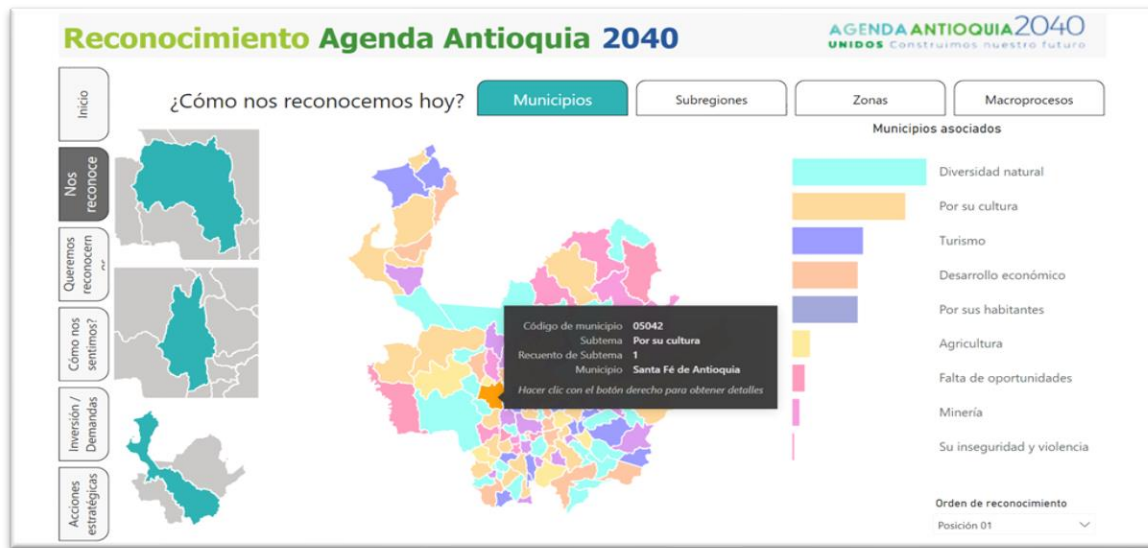 Reconocimiento Agenda Antioquia 2040
AGENDA ANTIOQUIA 2040
UNIDOS Construimos nuestro futuro
Inicio
Nos
reconoce
Queremos
reconocern
Cómo nos
sentimos?
Inversión /
Demandas
Acciones
estratégicas
¿Cómo nos reconocemos hoy?
Municipios
Subregiones
Zonas
Macroprocesos
Código de municipio 05042
Subtema Por su cultura
Recuento de Subtema 1
Municipio Santa Fé de Antioquia
Hacer clic con el botón derecho para obtener detalles
Municipios asociados
Diversidad natural
Por su cultura
Turismo
Desarrollo económico
Por sus habitantes
Agricultura
Falta de oportunidades
Minería
Su inseguridad y violencia
Orden de reconocimiento
Posición 01